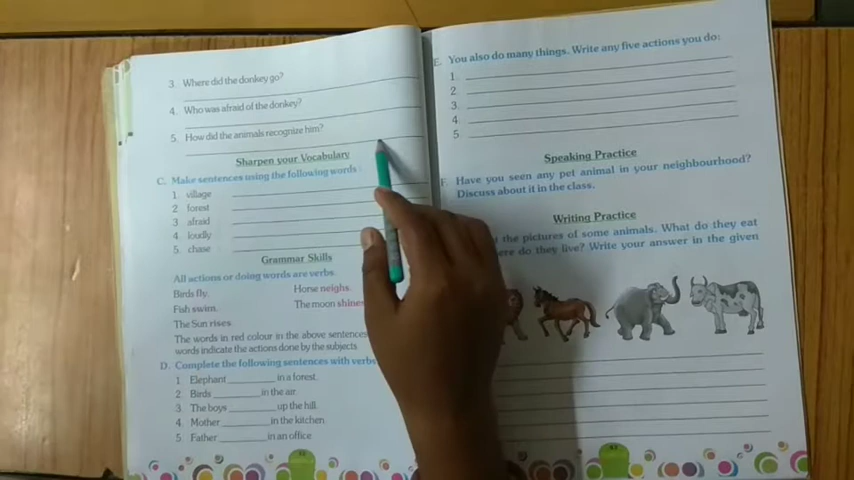 3. Where did the donkey go?
4. Who was afraid of the donkey?
5. How did the animals recognize him?
Sharpen your Vocabulary
C. Make sentences using the following words
1 village
2 forest
3 afraid
4 loudly
5 chase
Grammar Skills
All actions or doing words are verbs.
Birds fly. Horse neighs.
Fish swim. The moon shines
The Sun rises.
The words in red colour in the above sentences
words indicate the actions done by the subjects
D. Complete the following sentences with verb
1 Elephant in a forest.
2 Birds in the air.
3 The boys up the hill.
4 Mother in the kitchen.
5 Father in an office
E. You also do many things. Write any five actions you do:
1
2
3
4
5
Speaking Practice
F. Have you seen any pet animal in your neighbourhood?
Discuss about it in the class.
Writing Practice
the pictures of some animals. What do they eat
do they live? Write your answer in the given